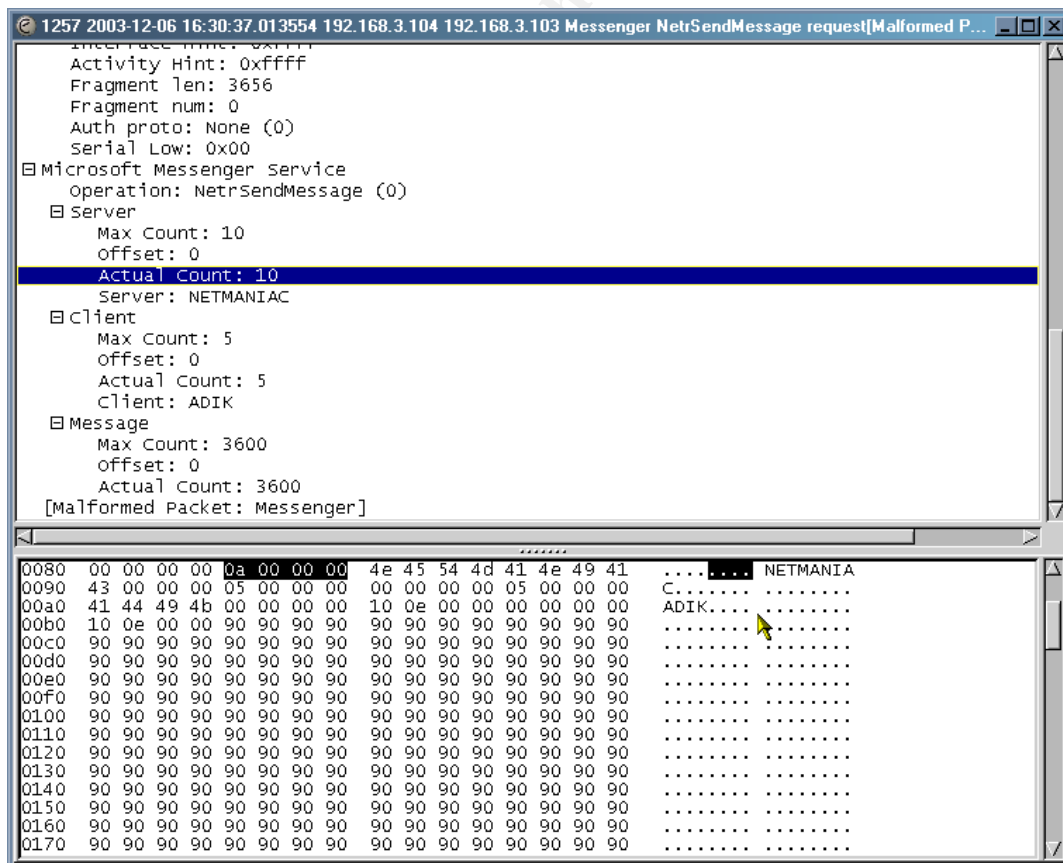 1257 2003-12-06 16:30:37.013554 192.168.3.104 192.168.3.103 Messenger NetrSendMessage request[Malformed P...
Interface Hint: 0xffff
Activity Hint: 0xffff
Fragment len: 3656
Fragment num: 0
Auth proto: None (0)
Serial Low: 0x00
Microsoft Messenger Service
Operation: NetrSendMessage (0)
Server
Max Count: 10
Offset: 0
Actual Count: 10
Server: NETMANIAC
Client
Max Count: 5
Offset: 0
Actual Count: 5
Client: ADIK
Message
Max Count: 3600
Offset: 0
Actual Count: 3600
[Malformed Packet: Messenger]
0080 00 00 00 00 0a 00 00 00 4e 45 54 4d 41 4e 49 41 ........ NETMANIA
0090 43 00 00 00 05 00 00 00 00 00 00 00 05 00 00 00 C....... ........
00a0 41 44 49 4b 00 00 00 00 10 0e 00 00 00 00 00 00 ADIK.... ........
00b0 10 0e 00 00 90 90 90 90 90 90 90 90 90 90 90 90 ........ ........
00c0 90 90 90 90 90 90 90 90 90 90 90 90 90 90 90 90 ........ ........
00d0 90 90 90 90 90 90 90 90 90 90 90 90 90 90 90 90 ........ ........
00e0 90 90 90 90 90 90 90 90 90 90 90 90 90 90 90 90 ........ ........
00f0 90 90 90 90 90 90 90 90 90 90 90 90 90 90 90 90 ........ ........
0100 90 90 90 90 90 90 90 90 90 90 90 90 90 90 90 90 ........ ........
0110 90 90 90 90 90 90 90 90 90 90 90 90 90 90 90 90 ........ ........
0120 90 90 90 90 90 90 90 90 90 90 90 90 90 90 90 90 ........ ........
0130 90 90 90 90 90 90 90 90 90 90 90 90 90 90 90 90 ........ ........
0140 90 90 90 90 90 90 90 90 90 90 90 90 90 90 90 90 ........ ........
0150 90 90 90 90 90 90 90 90 90 90 90 90 90 90 90 90 ........ ........
0160 90 90 90 90 90 90 90 90 90 90 90 90 90 90 90 90 ........ ........
0170 90 90 90 90 90 90 90 90 90 90 90 90 90 90 90 90 ........ ........